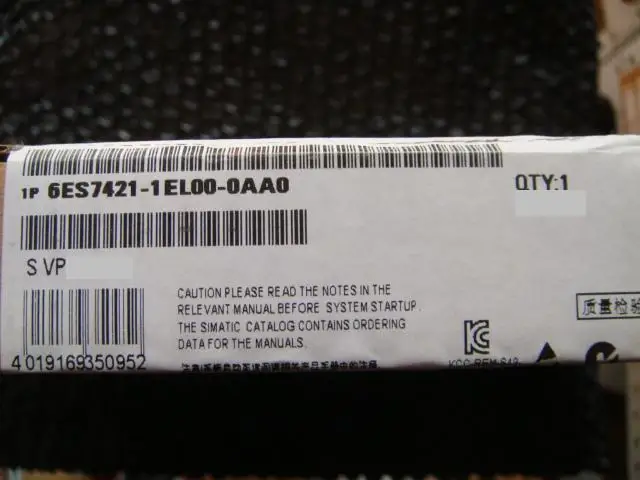 1P 6ES7421-1EL00-0AA0
QTY:1
S VP
CAUTION PLEASE READ THE NOTES IN THE
RELEVANT MANUAL BEFORE SYSTEM STARTUP.
THE SIMATIC CATALOG CONTAINS ORDERING
DATA FOR THE MANUALS.
质量检验
4 019169 350952